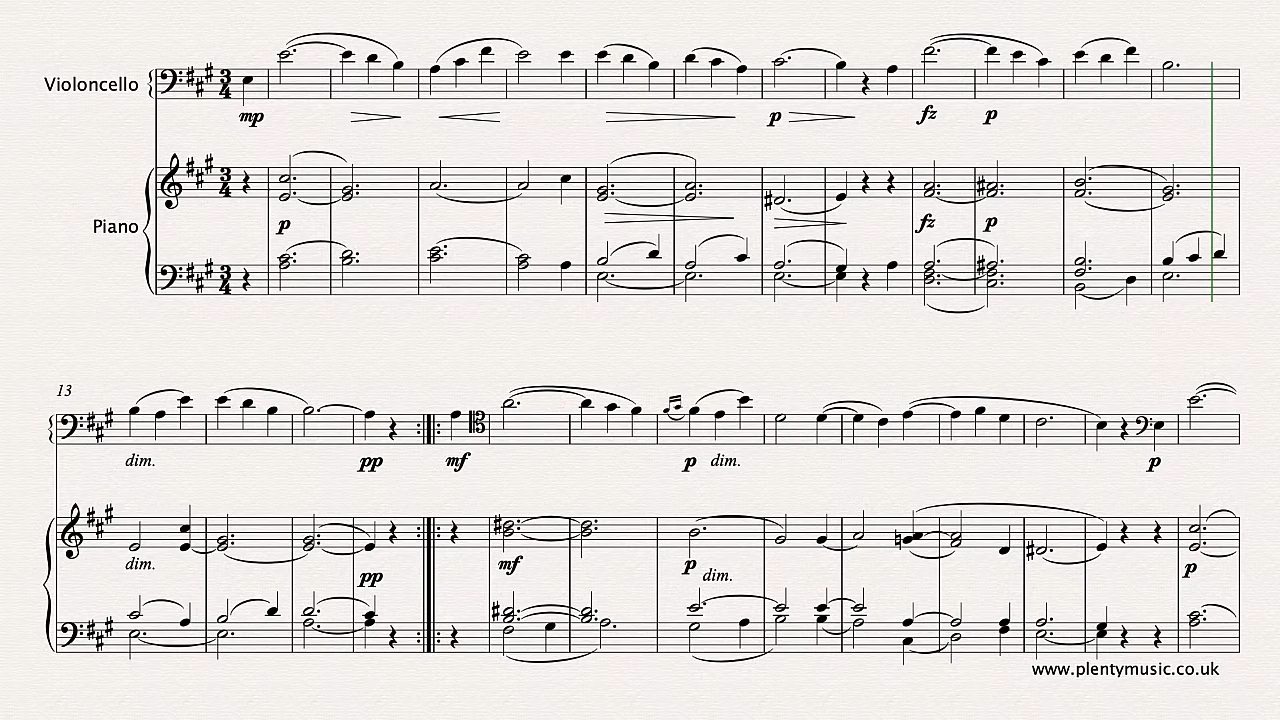 Violoncello
mp p fz p
Piano
p fz p
13
dim. pp mf p dim. p
dim. pp mf p dim. p
www.plentymusic.co.uk